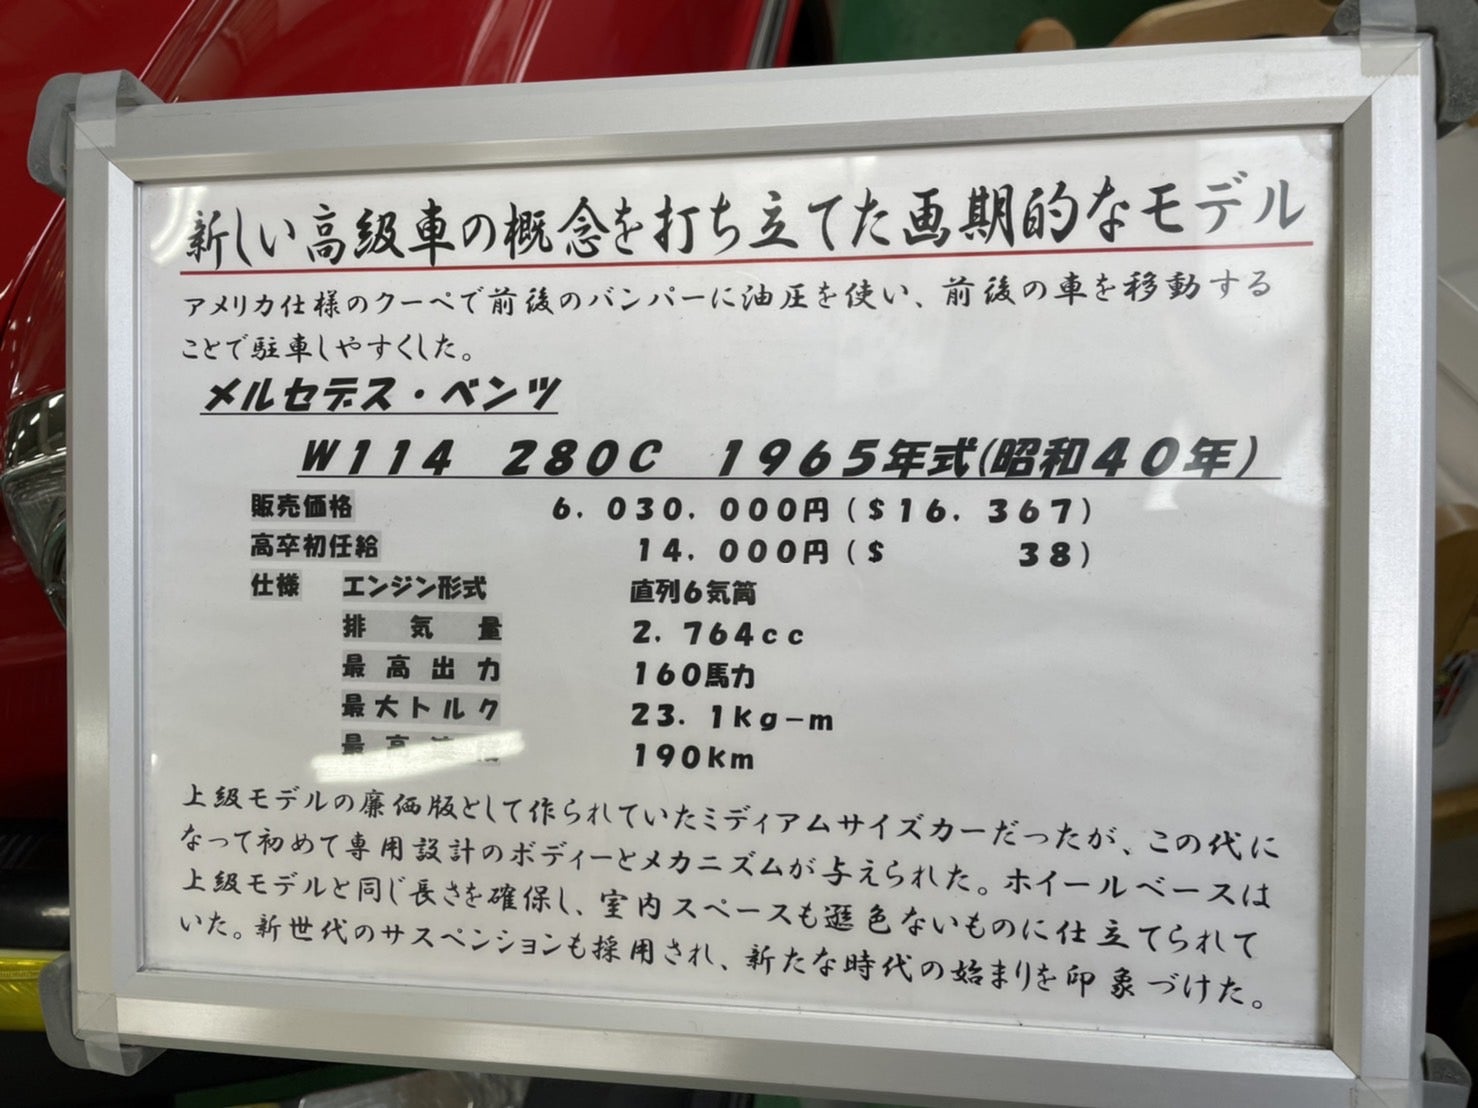 新しい高級車の概念を打ち立てた画期的なモデル
アメリカ仕様のクーペで前後のバンパーに油圧を使い、前後の車を移動する
ことで駐車しやすくした。
メルセデス・ベンツ
W114 280C 1965年式(昭和40年)
販売価格 6,030,000円($16,367)
高卒初任給 14,000円($ 38)
仕様 エンジン形式 直列6気筒
排気量 2,764cc
最高出力 160馬力
最大トルク 23.1kg-m
最高 190km
上級モデルの廉価版として作られていたミディアムサイズカーだったが、この代に
なって初めて専用設計のボディーとメカニズムが与えられた。ホイールベースは
上級モデルと同じ長さを確保し、室内スペースも遜色ないものに仕立てられて
いた。新世代のサスペンションも採用され、新たな時代の始まりを印象づけた。